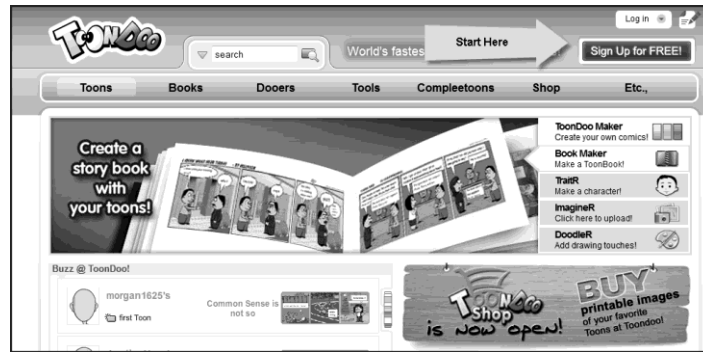 Log in
TOONDOO
search
World's fastes
Start Here
Sign Up for FREE!
Toons Books Dooers Tools Compleetoons Shop Etc.,
Create a
story book
with
your toons!
ToonDoo Maker
Create your own comics!
Book Maker
Make a ToonBook!
TraitR
Make a character!
ImagineR
Click here to upload!
DoodleR
Add drawing touches!
Buzz @ ToonDoo!
morgan1625's
first Toon
Common Sense is
not so
TOONDOO
Shop
is now open!
BUY
printable images
of your favorite
Toons at Toondoo!